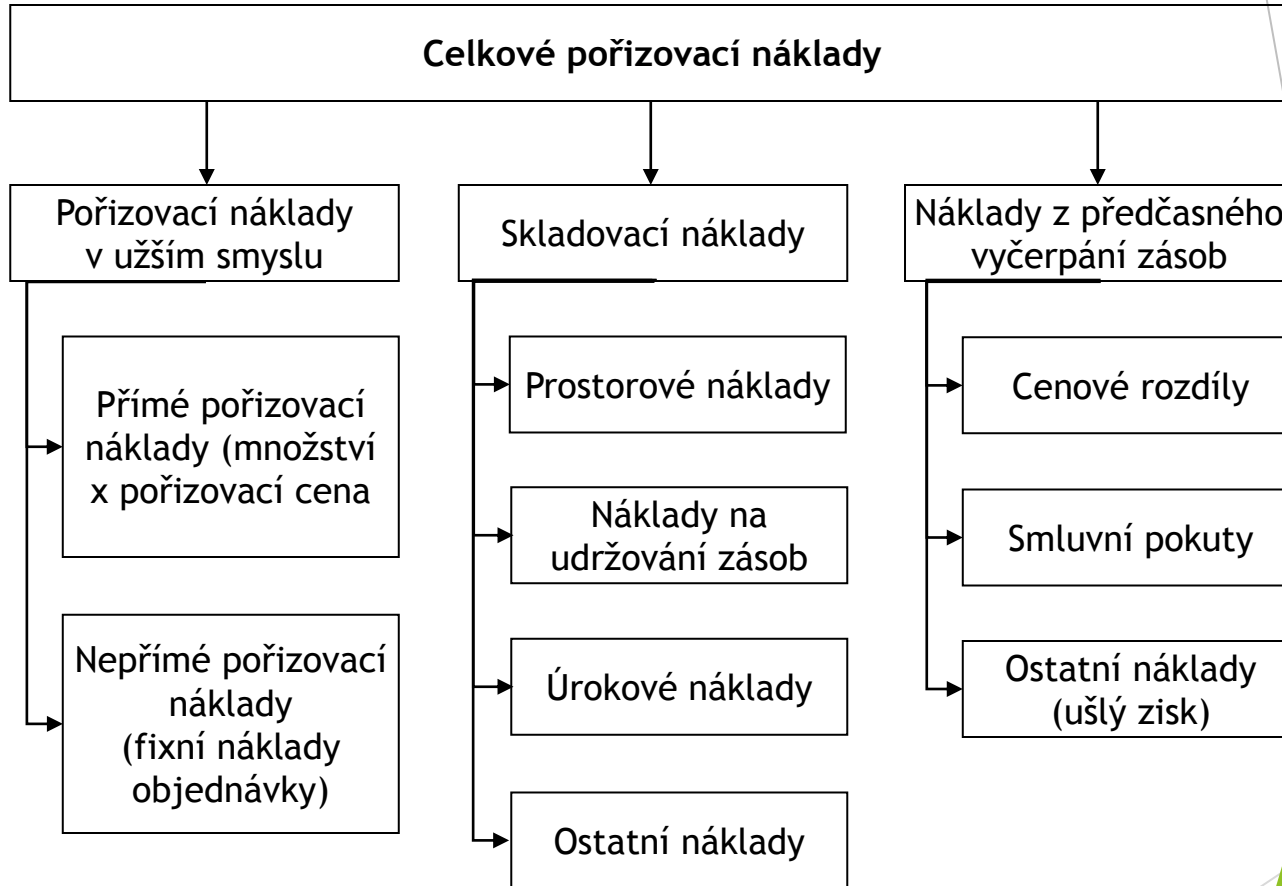 Celkové pořizovací náklady
Pořizovací náklady
v užším smyslu
Přímé pořizovací
náklady (množství
x pořizovací cena
Nepřímé pořizovací
náklady
(fixní náklady
objednávky)
Skladovací náklady
Prostorové náklady
Náklady na
udržování zásob
Úrokové náklady
Ostatní náklady
Náklady z předčasného
vyčerpání zásob
Cenové rozdíly
Smluvní pokuty
Ostatní náklady
(ušlý zisk)